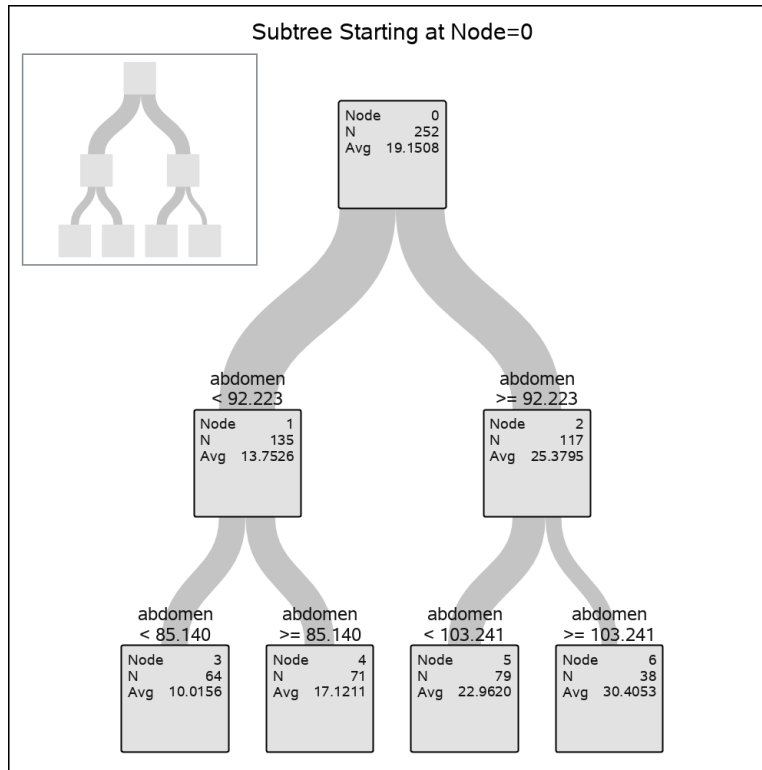 Subtree Starting at Node=0
Node 0
N 252
Avg 19.1508
abdomen
< 92.223
Node 1
N 135
Avg 13.7526
abdomen
>= 92.223
Node 2
N 117
Avg 25.3795
abdomen
< 85.140
Node 3
N 64
Avg 10.0156
abdomen
>= 85.140
Node 4
N 71
Avg 17.1211
abdomen
< 103.241
Node 5
N 79
Avg 22.9620
abdomen
>= 103.241
Node 6
N 38
Avg 30.4053